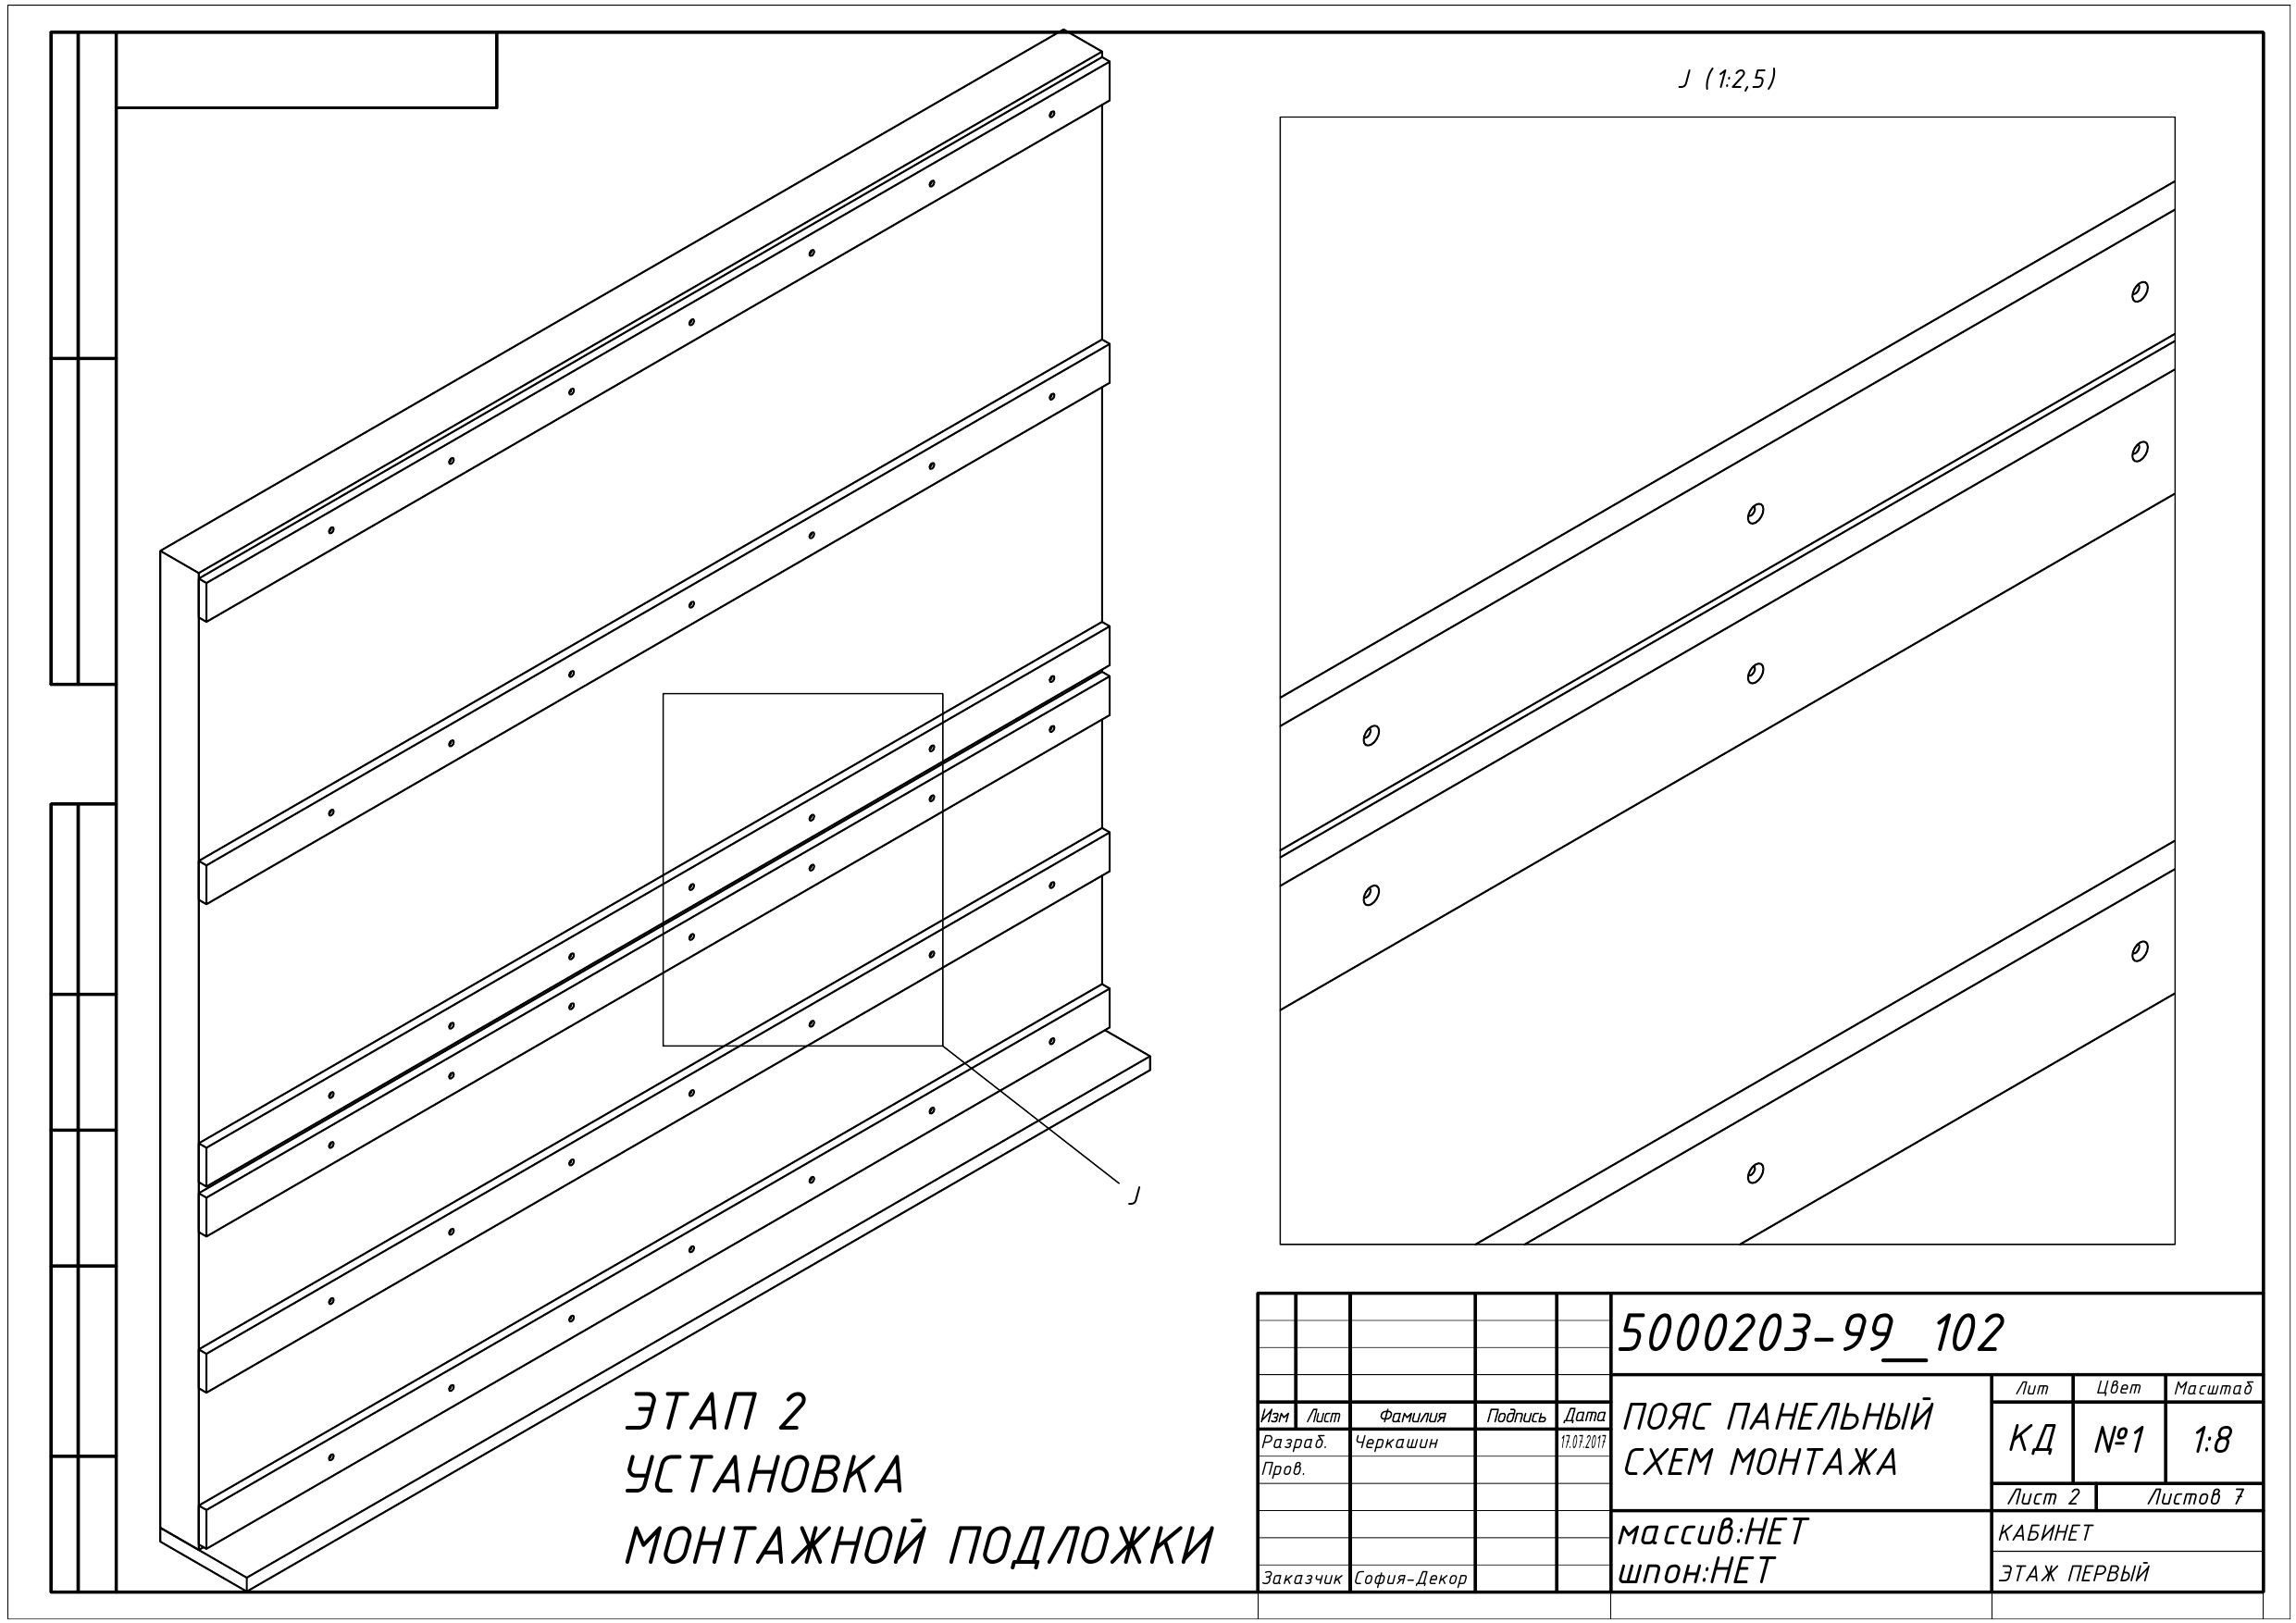 J (1:2,5)
J
ЭТАП 2
УСТАНОВКА
МОНТАЖНОЙ ПОДЛОЖКИ
5000203-99_102
Изм Лист Фамилия Подпись Дата
Разраб. Черкашин 17.07.2017
Пров.
Заказчик София-Декор
ПОЯС ПАНЕЛЬНЫЙ
СХЕМ МОНТАЖА
Лит Цвет Масштаб
КД №1 1:8
Лист 2 Листов 7
массив:НЕТ
шпон:НЕТ
КАБИНЕТ
ЭТАЖ ПЕРВЫЙ